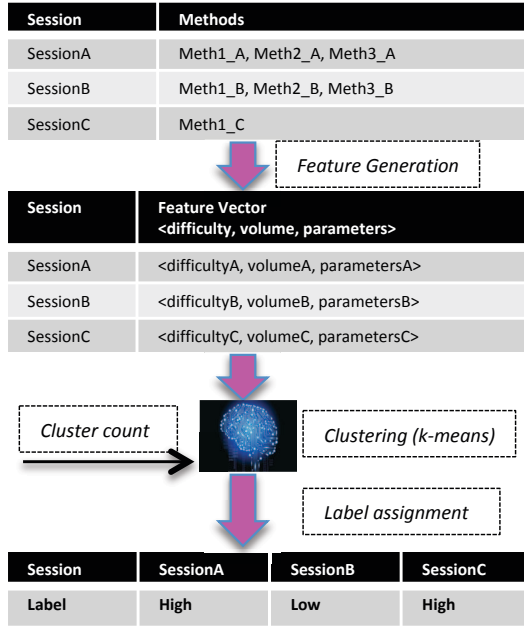 Session Methods
SessionA Meth1_A, Meth2_A, Meth3_A
SessionB Meth1_B, Meth2_B, Meth3_B
SessionC Meth1_C
Feature Generation
Session Feature Vector
<difficulty, volume, parameters>
SessionA <difficultyA, volumeA, parametersA>
SessionB <difficultyB, volumeB, parametersB>
SessionC <difficultyC, volumeC, parametersC>
Cluster count
Clustering (k-means)
Label assignment
Session SessionA SessionB SessionC
Label High Low High